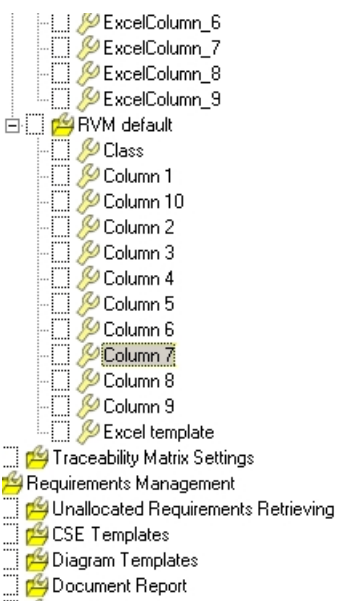 ExcelColumn_6
ExcelColumn_7
ExcelColumn_8
ExcelColumn_9
RVM default
Class
Column 1
Column 10
Column 2
Column 3
Column 4
Column 5
Column 6
Column 7
Column 8
Column 9
Excel template
Traceability Matrix Settings
Requirements Management
Unallocated Requirements Retrieving
CSE Templates
Diagram Templates
Document Report